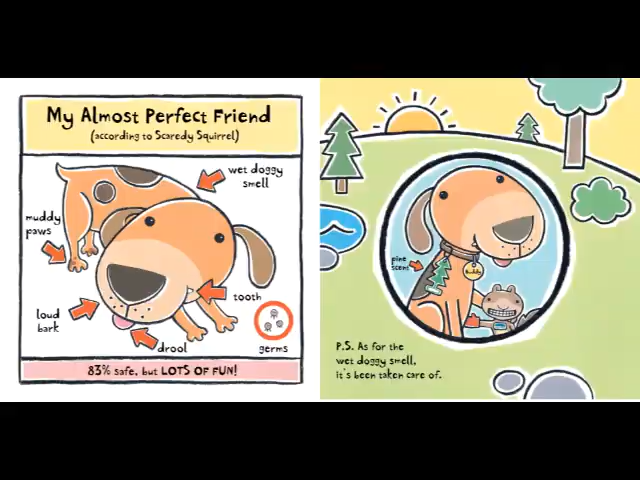 My Almost Perfect Friend
(according to Scaredy Squirrel)
wet doggy
smell
muddy
paws
tooth
loud
bark
drool
germs
83% safe, but LOTS OF FUN!
pine
scent
Buddy
P.S. As for the
wet doggy smell,
it's been taken care of.